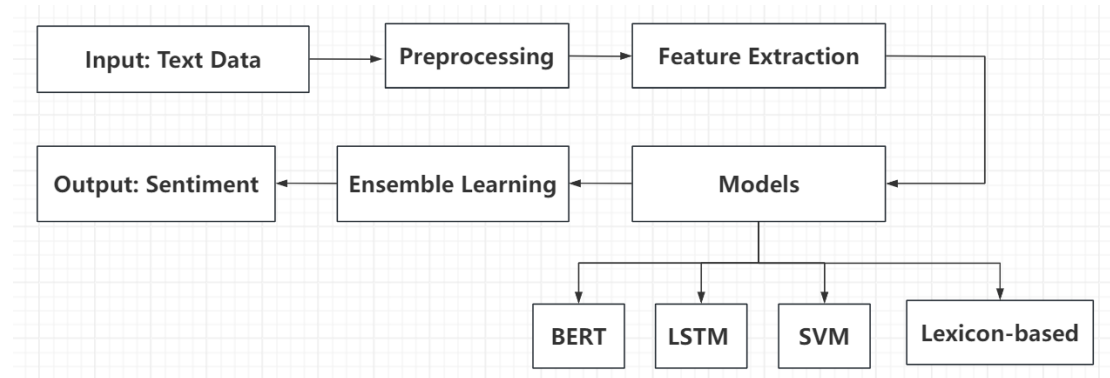 Input: Text Data
Preprocessing
Feature Extraction
Output: Sentiment
Ensemble Learning
Models
BERT
LSTM
SVM
Lexicon-based